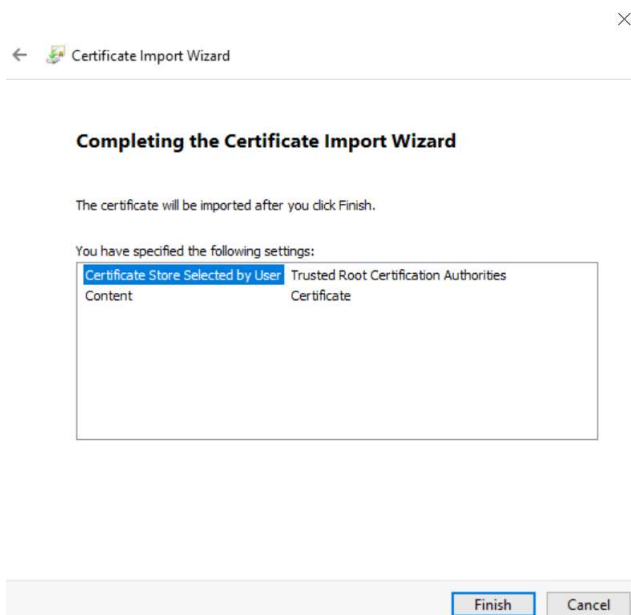 Certificate Import Wizard
Completing the Certificate Import Wizard
The certificate will be imported after you click Finish.
You have specified the following settings:
Certificate Store Selected by User Trusted Root Certification Authorities
Content Certificate
Finish Cancel